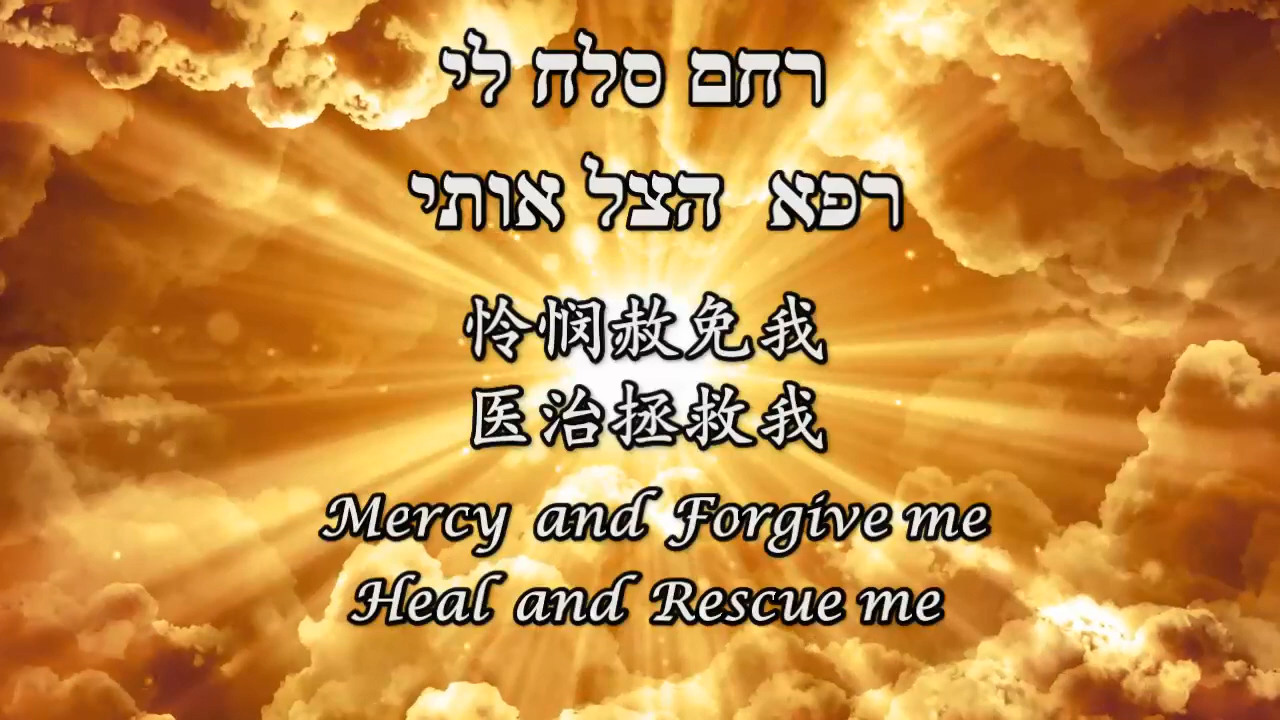 רחם סלח לי
רפא הצל אותי
怜悯赦免我
医治拯救我
Mercy and Forgive me
Heal and Rescue me